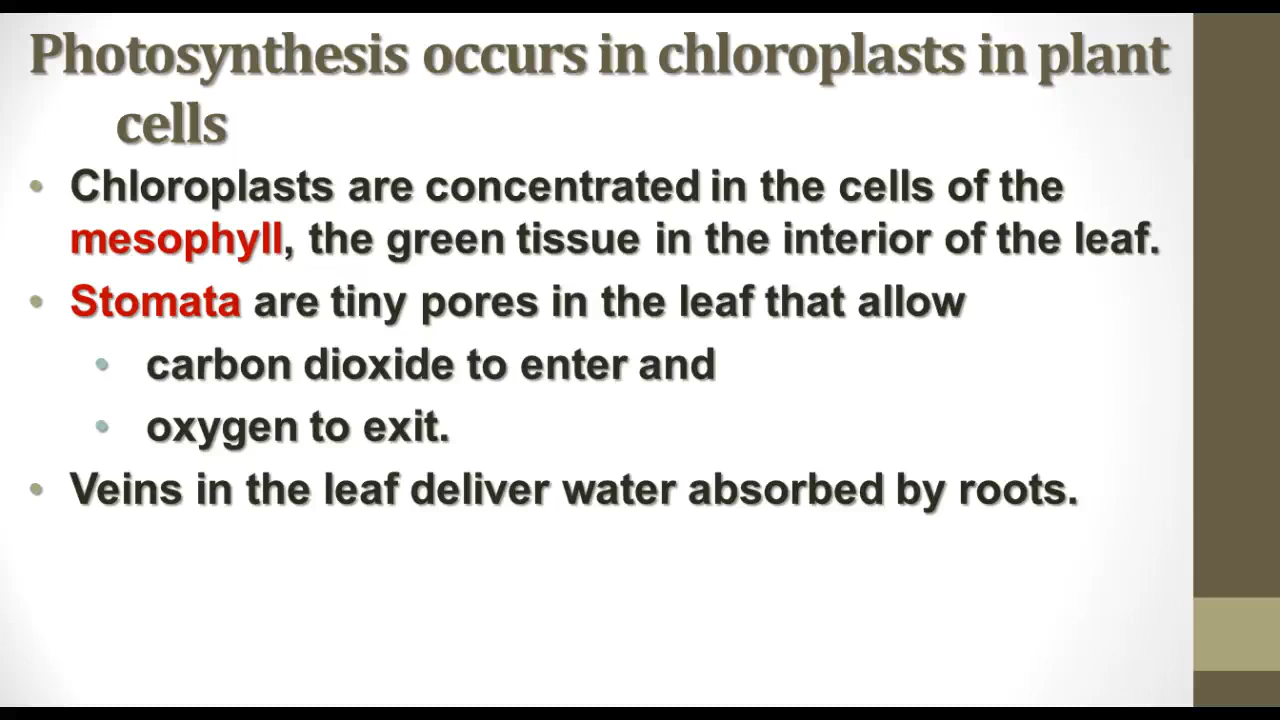 Photosynthesis occurs in chloroplasts in plant
cells
• Chloroplasts are concentrated in the cells of the
mesophyll, the green tissue in the interior of the leaf.
• Stomata are tiny pores in the leaf that allow
• carbon dioxide to enter and
• oxygen to exit.
• Veins in the leaf deliver water absorbed by roots.